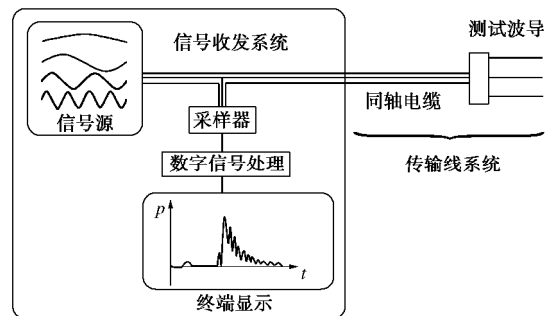 信号收发系统
测试波导
信号源
同轴电缆
采样器
传输线系统
数字信号处理
p
t
终端显示